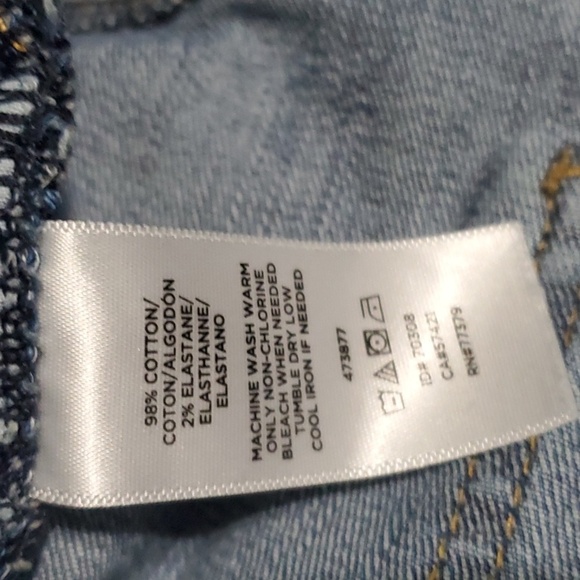 98% COTTON/
COTON/ALGODÓN
2% ELASTANE/
ELASTHANNE/
ELASTANO
MACHINE WASH WARM
ONLY NON-CHLORINE
BLEACH WHEN NEEDED
TUMBLE DRY LOW
COOL IRON IF NEEDED
473877
ID# 70308
CA#57421
RN#77379